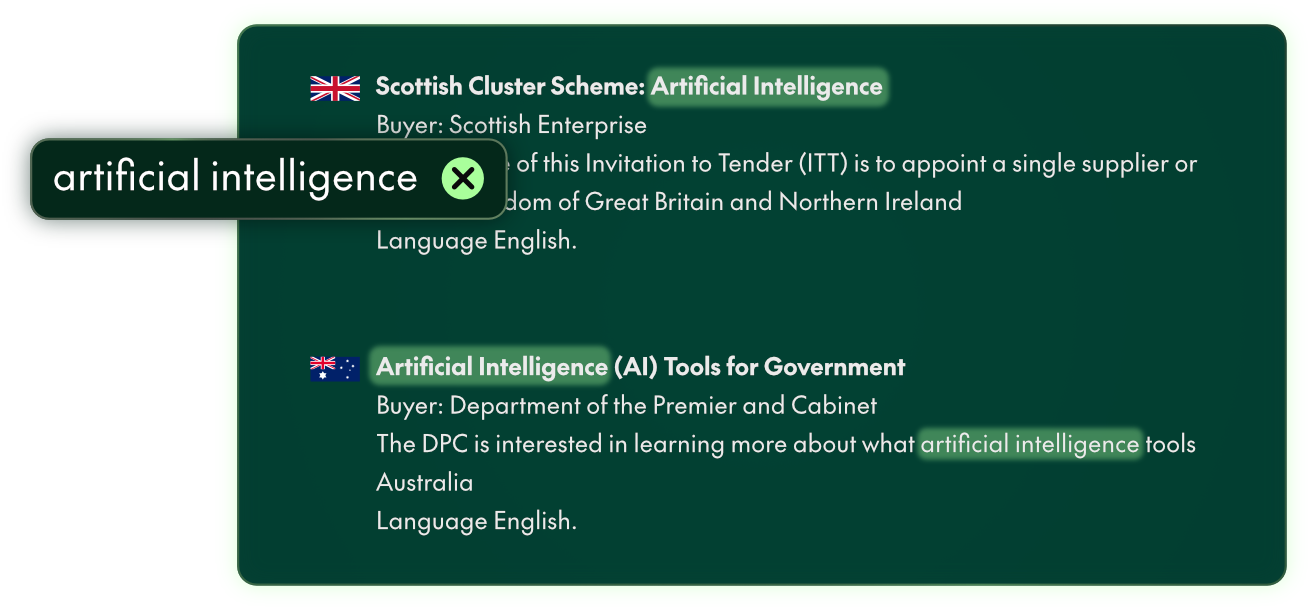 Scottish Cluster Scheme: Artificial Intelligence
Buyer: Scottish Enterprise
artificial intelligence
of this Invitation to Tender (ITT) is to appoint a single supplier or
of Great Britain and Northern Ireland
Language English.
Artificial Intelligence (AI) Tools for Government
Buyer: Department of the Premier and Cabinet
The DPC is interested in learning more about what artificial intelligence tools
Australia
Language English.